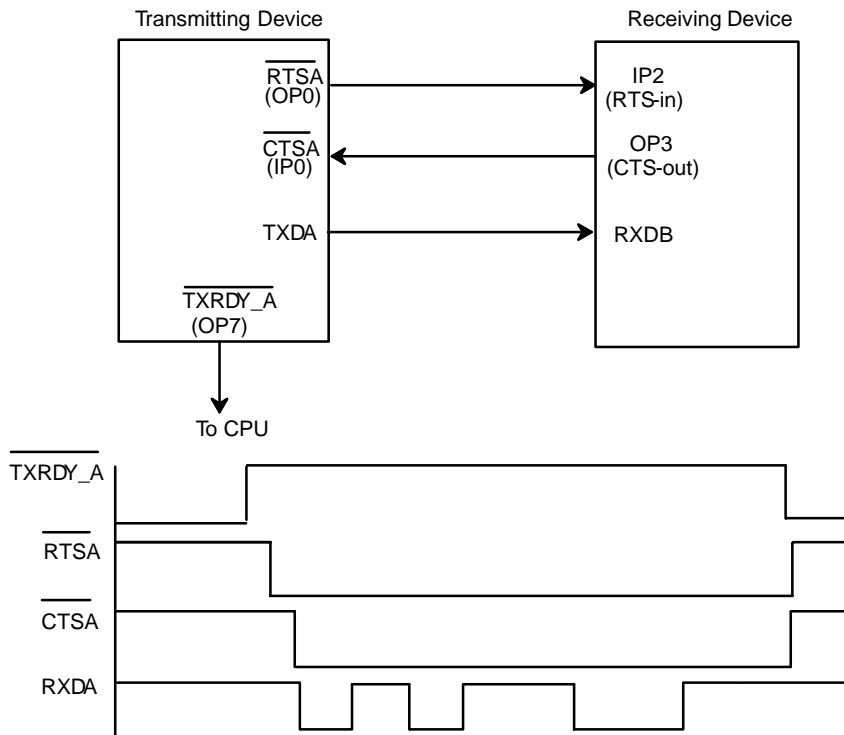 Transmitting Device
Receiving Device
RTSA
(OP0)
IP2
(RTS-in)
CTSA
(IP0)
OP3
(CTS-out)
TXDA
RXDB
TXRDY_A
(OP7)
To CPU
TXRDY_A
RTSA
CTSA
RXDA